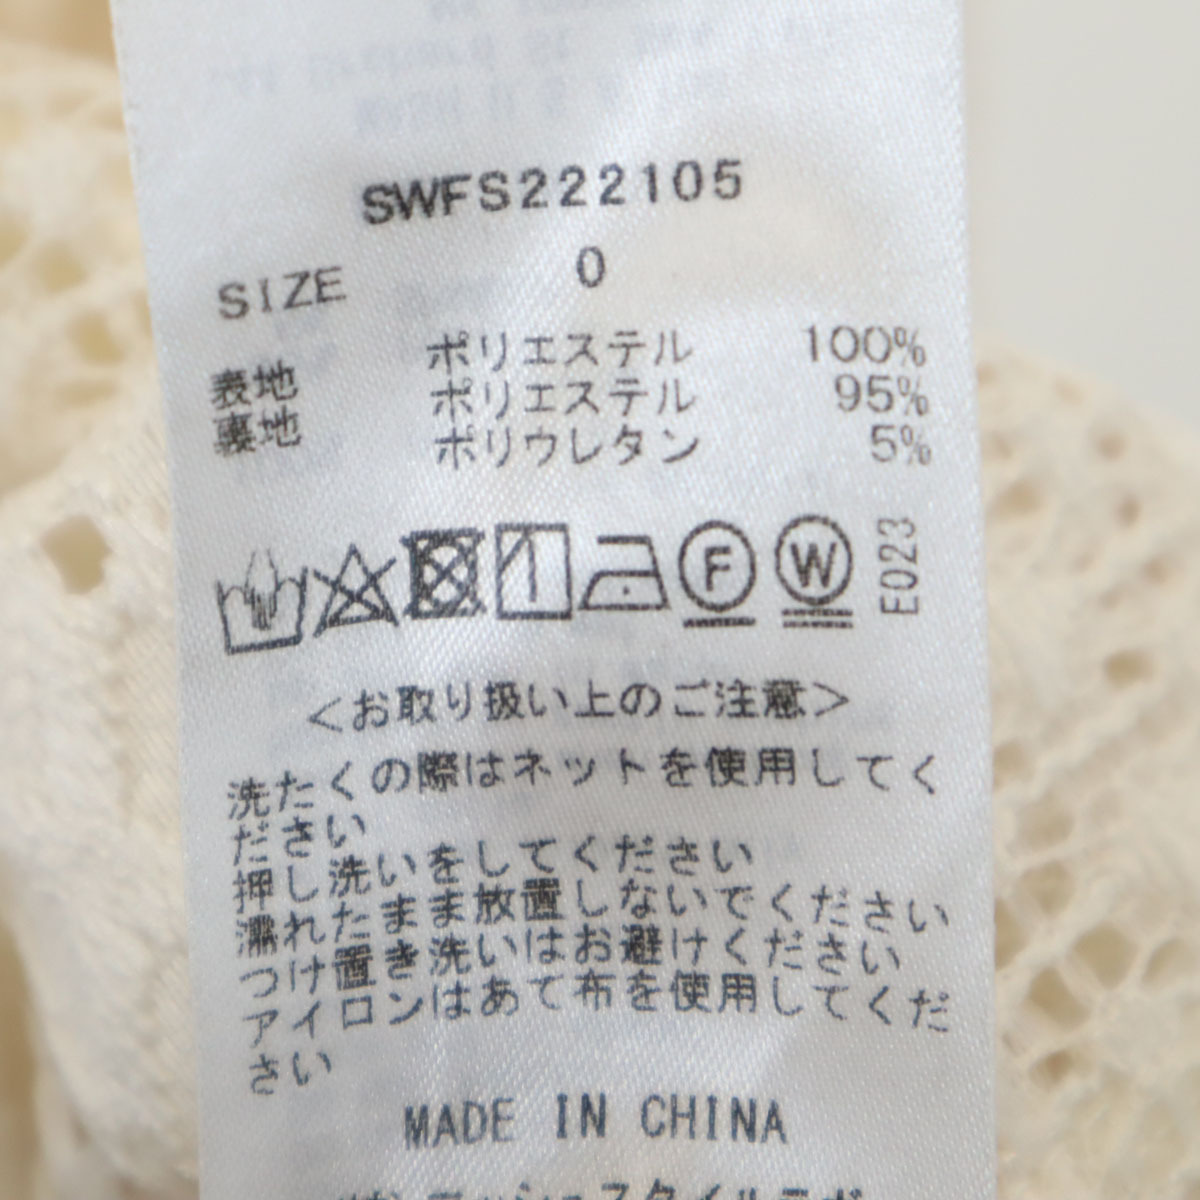 SWFS222105
SIZE 0
表地 ポリエステル 100%
裏地 ポリエステル 95%
ポリウレタン 5%
F W E023
<お取り扱い上のご注意>
洗たくの際はネットを使用してく
ださい
押し洗いをしてください
濡れたまま放置しないでください
つけ置き洗いはお避けください
アイロンはあて布を使用してくだ
さい
MADE IN CHINA